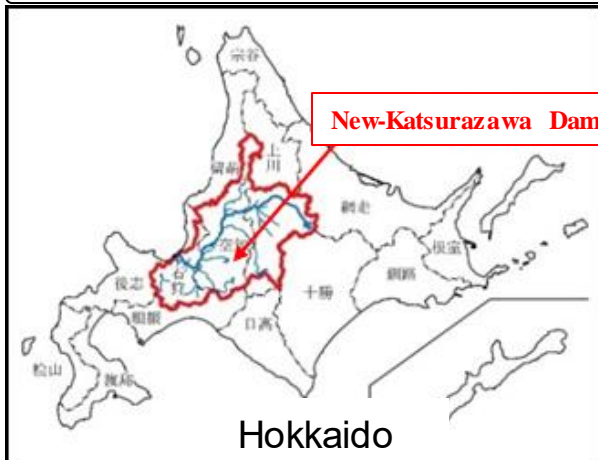 宗谷
New-Katsurazawa Dam
上
川
留萌
網走
根室
空知
石
狩
釧路
後志
十勝
胆振
日高
桧山
渡島
Hokkaido